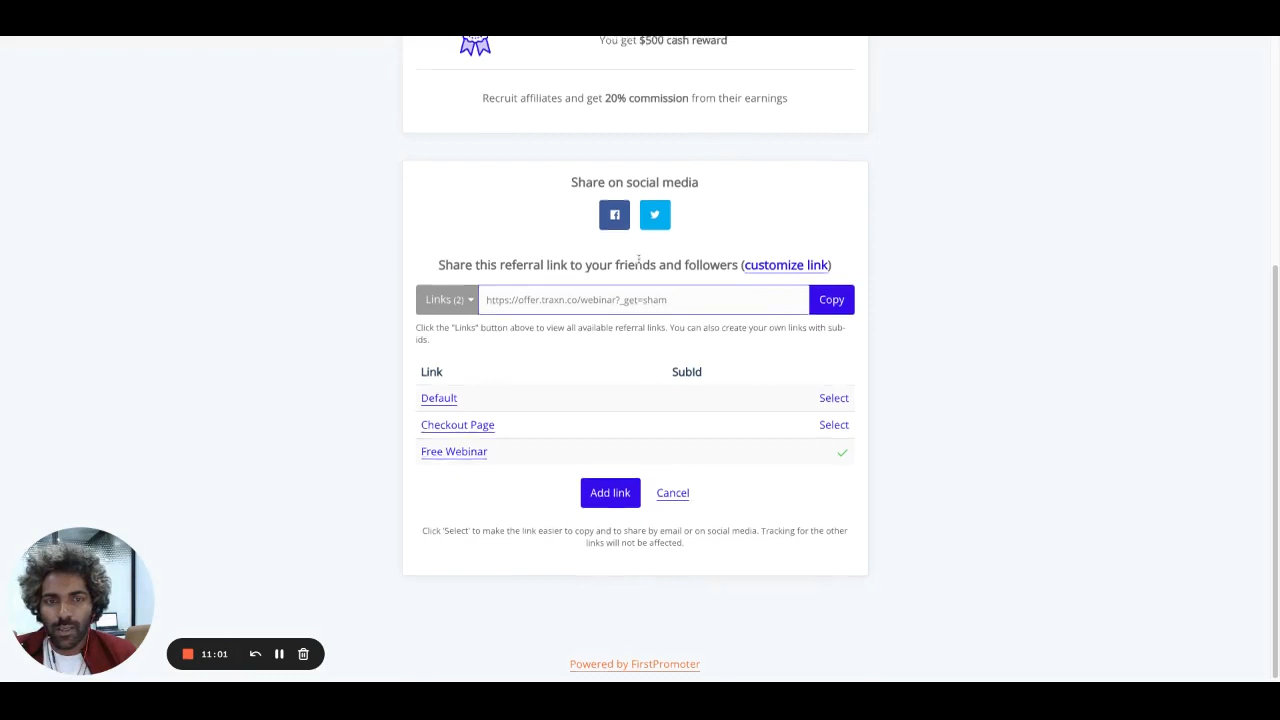 You get $500 cash reward
Recruit affiliates and get 20% commission from their earnings
Share on social media
Share this referral link to your friends and followers (customize link)
Links (2)
https://offer.traxn.co/webinar?_get=sham
Copy
Click the "Links" button above to view all available referral links. You can also create your own links with sub-
ids.
Link SubId
Default Select
Checkout Page Select
Free Webinar
Add link Cancel
Click 'Select' to make the link easier to copy and to share by email or on social media. Tracking for the other
links will not be affected.
11:01
Powered by FirstPromoter